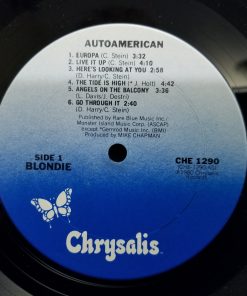 AUTOAMERICAN
1. EUROPA (C. Stein) 3:32
2. LIVE IT UP (C. Stein) 4:10
3. HERE'S LOOKING AT YOU 2:58
(D. Harry/C. Stein)
4. THE TIDE IS HIGH (* J. Holt) 4:42
5. ANGELS ON THE BALCONY 3:36
(L. Davis/J. Destri)
6. GO THROUGH IT 2:40
(D. Harry/C. Stein)
Published by Rare Blue Music Inc./
Monster Island Music Corp. (ASCAP)
except *Gemrod Music Inc. (BMI)
Produced by MIKE CHAPMAN
SIDE 1
BLONDIE
CHE 1290
℗1980 Chrysalis
Records
Chrysalis